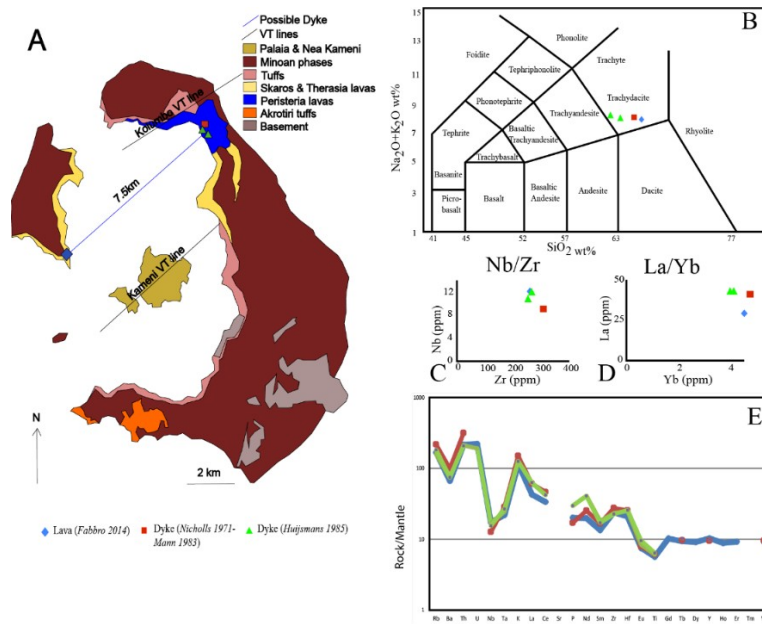 A
Possible Dyke
VT lines
Palaia & Nea Kameni
Minoan phases
Tuffs
Skaros & Therasia lavas
Peristeria lavas
Akrotiri tuffs
Basement
Kolombo VT line
7.5km
Kameni VT line
N
2 km
Lava (Fabbro 2014)
Dyke (Nicholls 1971-
Mann 1983)
Dyke (Huijsmans 1985)
B
Na2O+K2O wt%
15
13
11
9
7
5
3
1
Phonolite
Foidite
Trachyte
Tephriphonolite
Phonotephrite
Trachydacite
Trachyandesite
Tephrite
Basaltic
Trachyandesite
Rhyolite
Trachybasalt
Basanite
Picro-
basalt
Basalt
Basaltic
Andesite
Andesite
Dacite
41 45 52 57 63 77
SiO2 wt%
Nb/Zr
Nb (ppm)
12
8
4
0
0 100 200 300 400
Zr (ppm)
C
La/Yb
La (ppm)
50
25
0
0 2 4
Yb (ppm)
D
E
Rock/Mantle
1000
100
10
1
Rb Ba Th U Nb Ta K La Ce Sr P Nd Sm Zr Hf Eu Ti Gd Tb Dy Y Ho Er Tm